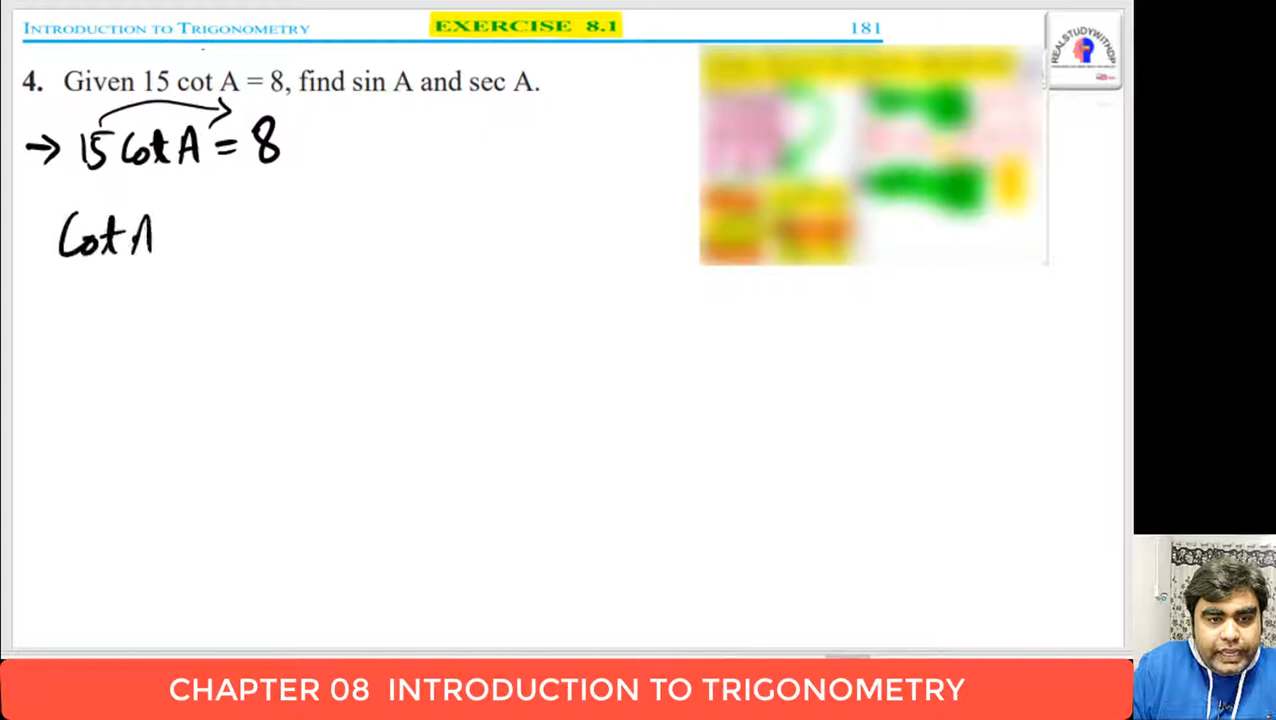 INTRODUCTION TO TRIGONOMETRY EXERCISE 8.1 181
REALSTUDYWITHDP
4. Given 15 cot A = 8, find sin A and sec A.
→ 15 Cot A = 8
Cot A
CHAPTER 08 INTRODUCTION TO TRIGONOMETRY